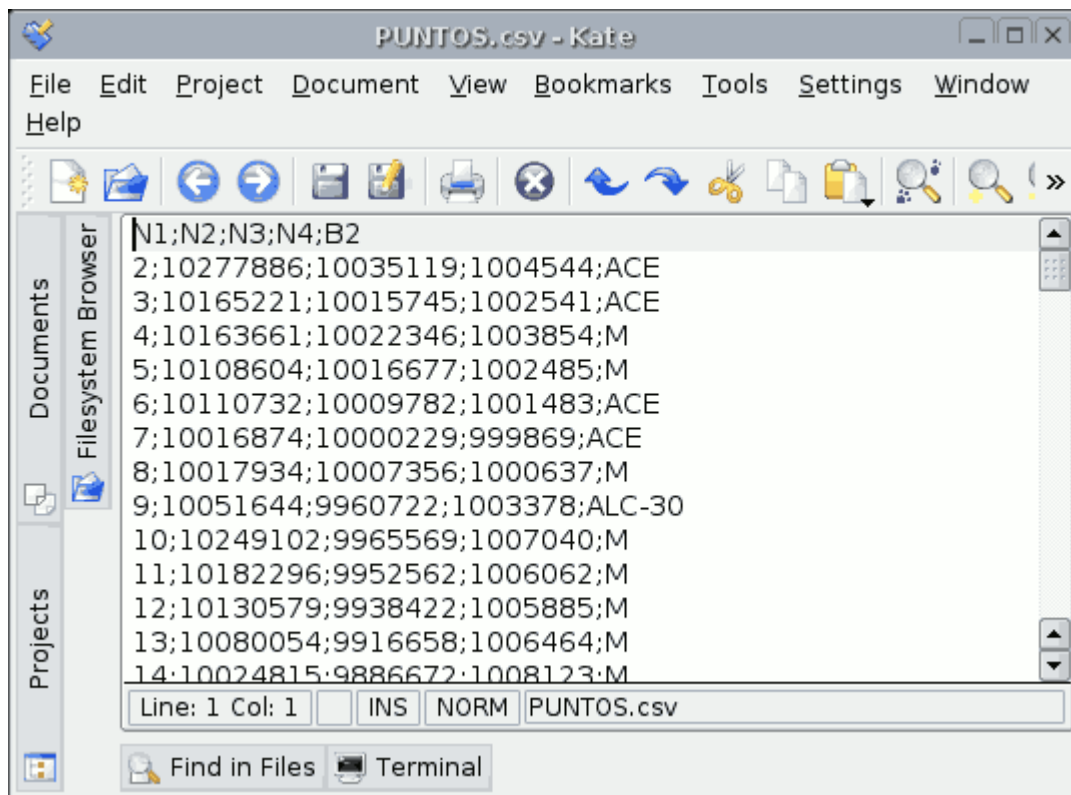 PUNTOS.csv - Kate
File Edit Project Document View Bookmarks Tools Settings Window
Help
»
Documents
Projects
Filesystem Browser
N1;N2;N3;N4;B2
2;10277886;10035119;1004544;ACE
3;10165221;10015745;1002541;ACE
4;10163661;10022346;1003854;M
5;10108604;10016677;1002485;M
6;10110732;10009782;1001483;ACE
7;10016874;10000229;999869;ACE
8;10017934;10007356;1000637;M
9;10051644;9960722;1003378;ALC-30
10;10249102;9965569;1007040;M
11;10182296;9952562;1006062;M
12;10130579;9938422;1005885;M
13;10080054;9916658;1006464;M
14;10024815;9886672;1008123;M
Line: 1 Col: 1 INS NORM PUNTOS.csv
Find in Files Terminal